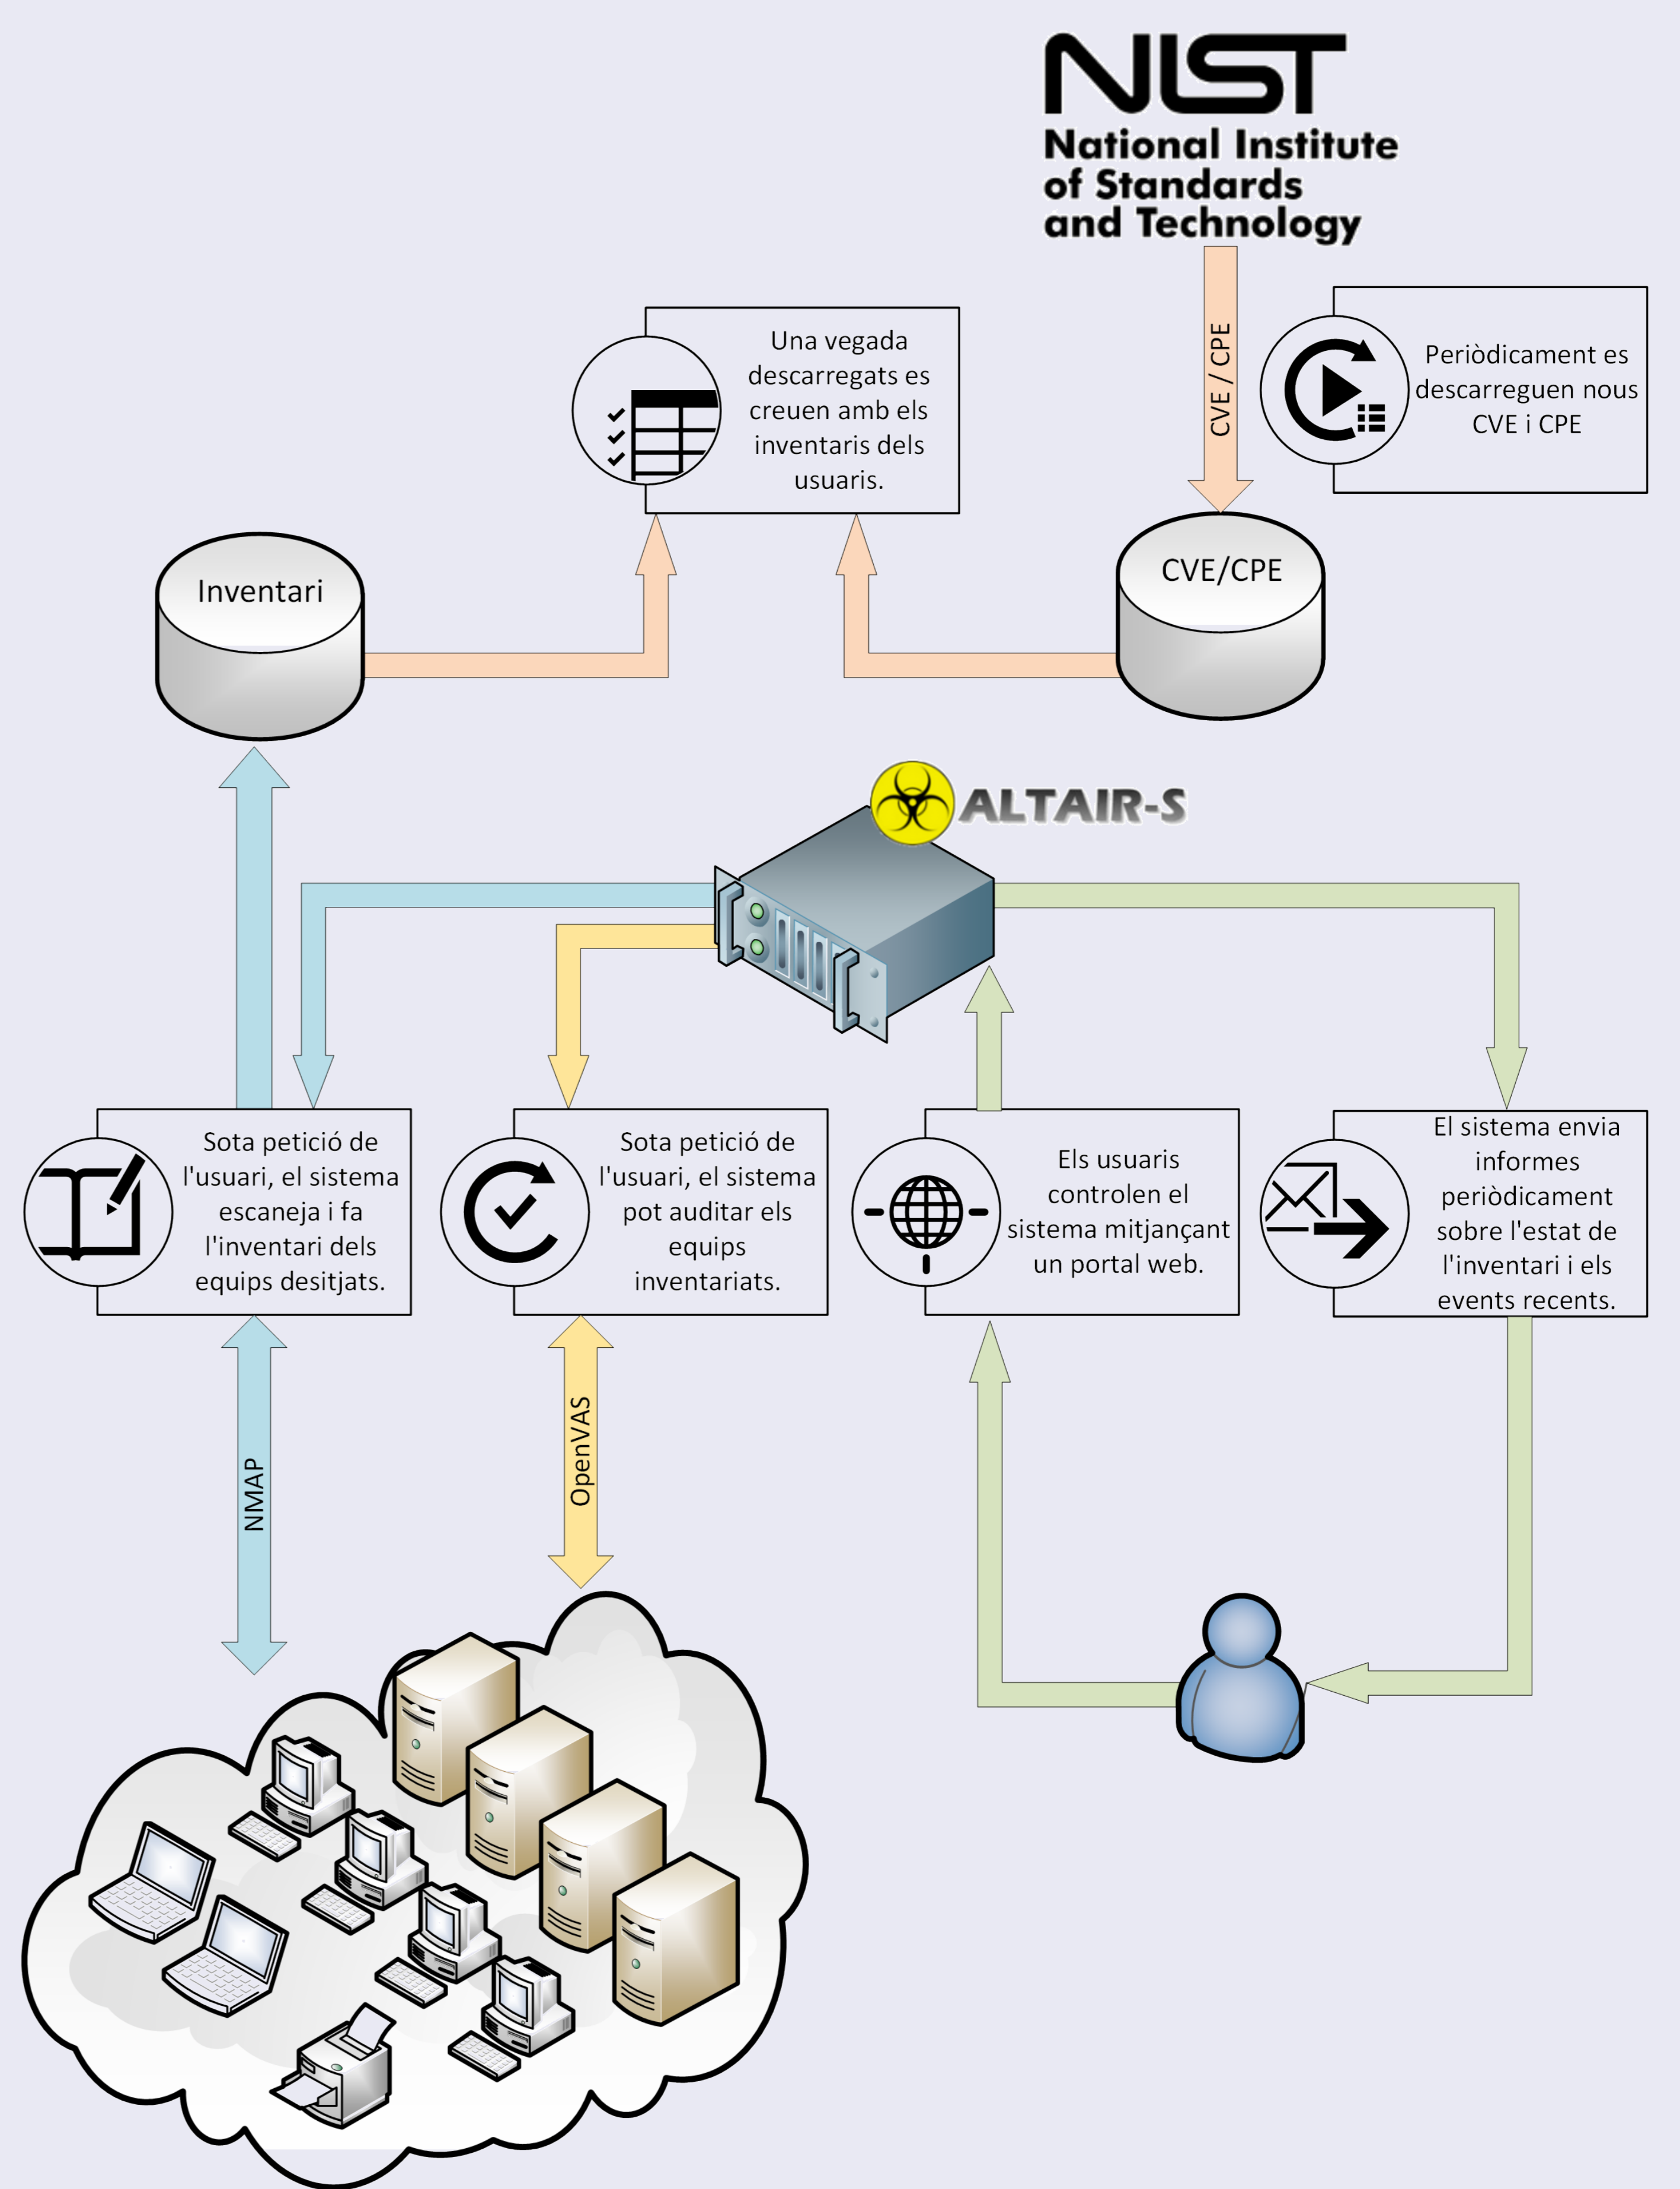 NIST
National Institute
of Standards
and Technology
CVE / CPE
Periòdicament es
descarreguen nous
CVE i CPE
Una vegada
descarregats es
creuen amb els
inventaris dels
usuaris.
Inventari
CVE/CPE
ALTAIR-S
Sota petició de
l'usuari, el sistema
escaneja i fa
l'inventari dels
equips desitjats.
Sota petició de
l'usuari, el sistema
pot auditar els
equips
inventariats.
Els usuaris
controlen el
sistema mitjançant
un portal web.
El sistema envia
informes
periòdicament
sobre l'estat de
l'inventari i els
events recents.
NMAP
OpenVAS